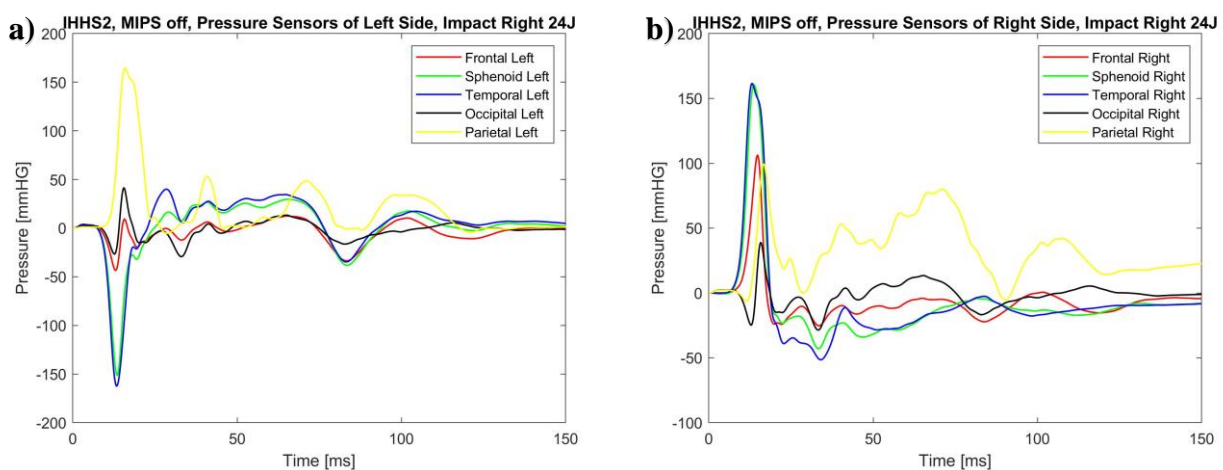 a)
IHHS2, MIPS off, Pressure Sensors of Left Side, Impact Right 24J
200
150
100
50
0
-50
-100
-150
-200
Pressure [mmHG]
Frontal Left
Sphenoid Left
Temporal Left
Occipital Left
Parietal Left
0
50
100
150
Time [ms]
b)
IHHS2, MIPS off, Pressure Sensors of Right Side, Impact Right 24J
200
150
100
50
0
-50
-100
Pressure [mmHG]
Frontal Right
Sphenoid Right
Temporal Right
Occipital Right
Parietal Right
0
50
100
150
Time [ms]